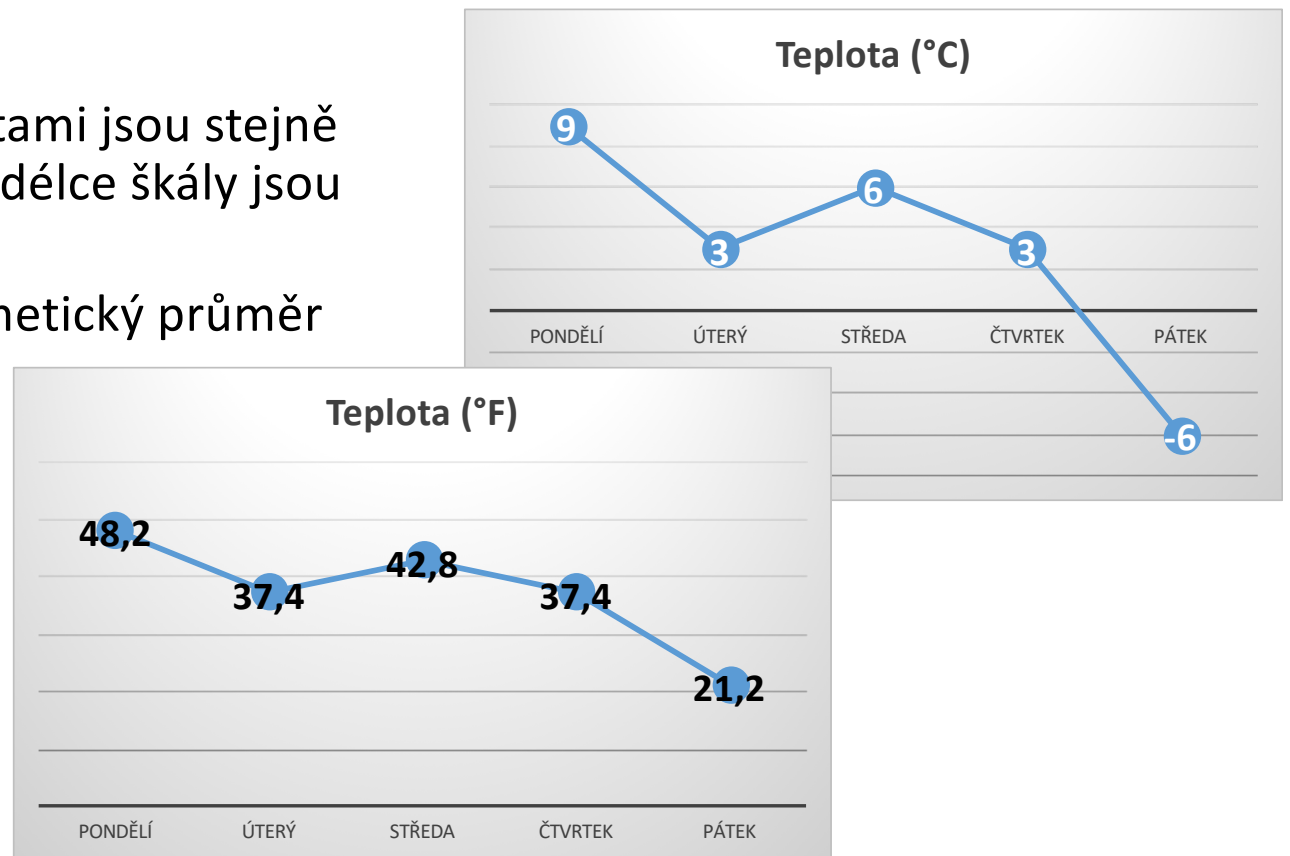 tami jsou stejně
délce škály jsou
netický průměr
Teplota (°C)
9
3
6
3
-6
PONDĚLÍ ÚTERÝ STŘEDA ČTVRTEK PÁTEK
Teplota (°F)
48,2
37,4
42,8
37,4
21,2
PONDĚLÍ ÚTERÝ STŘEDA ČTVRTEK PÁTEK